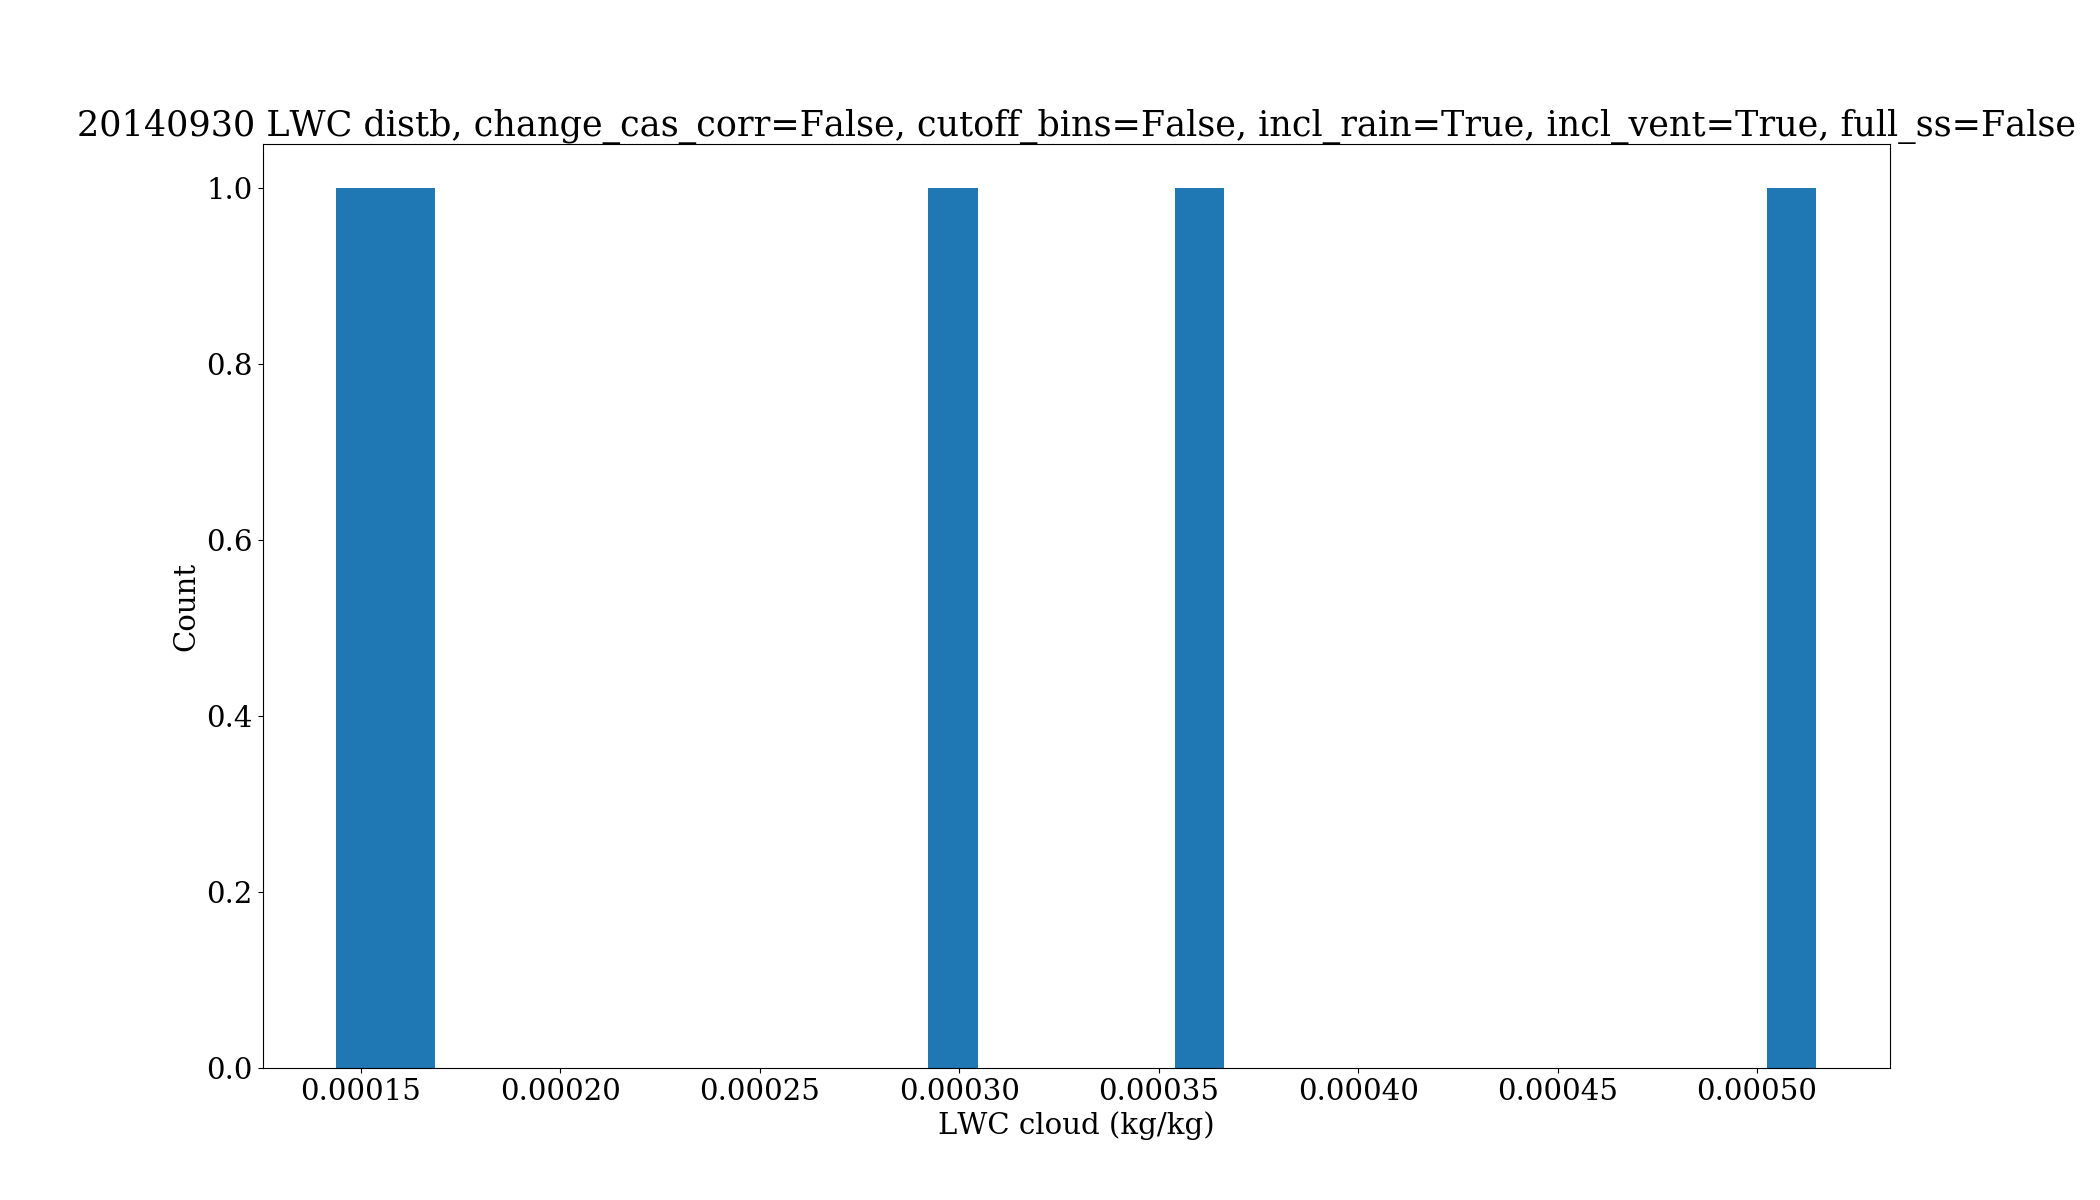 20140930 LWC distb, change_cas_corr=False, cutoff_bins=False, incl_rain=True, incl_vent=True, full_ss=False
1.0
0.8
0.6
0.4
0.2
0.0
Count
0.00015 0.00020 0.00025 0.00030 0.00035 0.00040 0.00045 0.00050
LWC cloud (kg/kg)